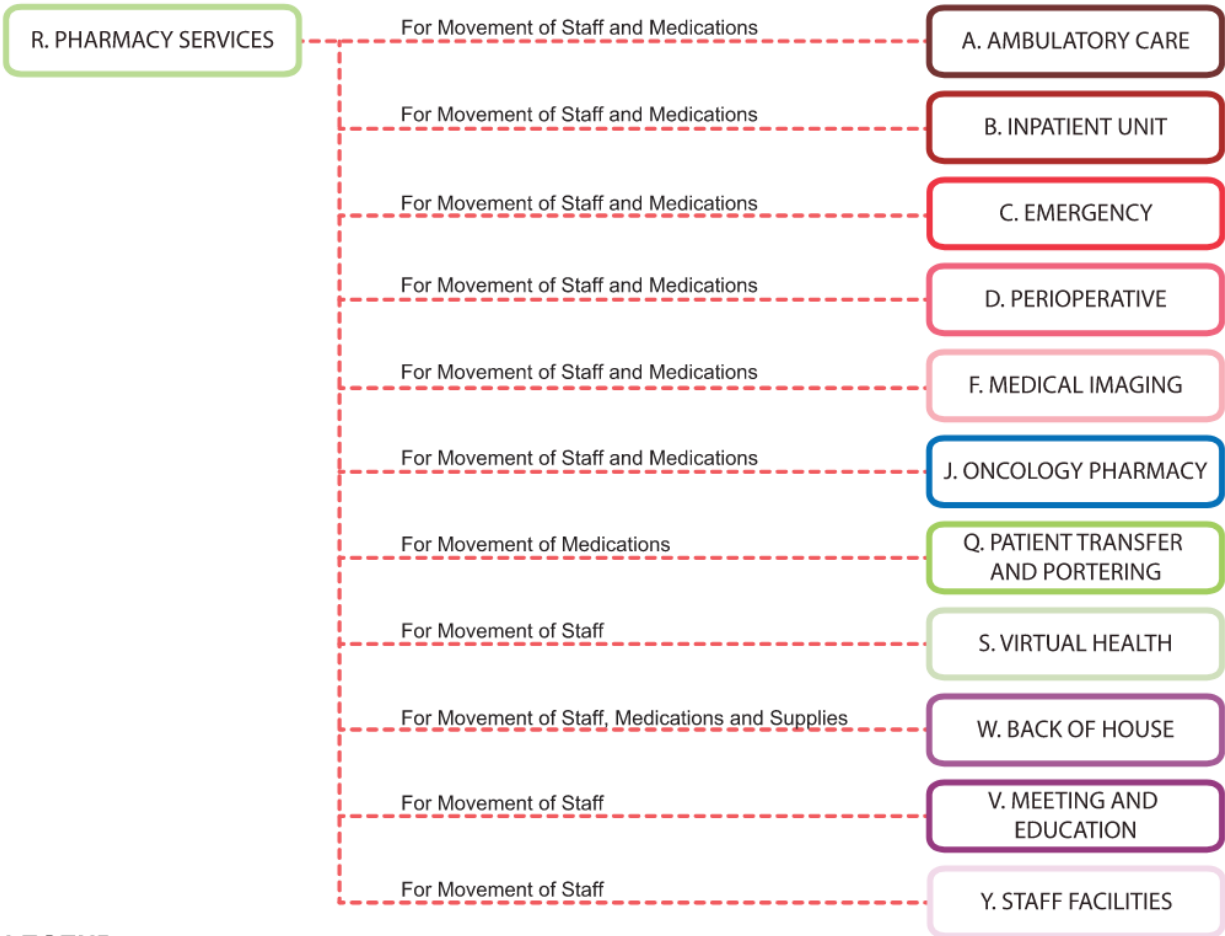 R. PHARMACY SERVICES
For Movement of Staff and Medications
A. AMBULATORY CARE
For Movement of Staff and Medications
B. INPATIENT UNIT
For Movement of Staff and Medications
C. EMERGENCY
For Movement of Staff and Medications
D. PERIOPERATIVE
For Movement of Staff and Medications
F. MEDICAL IMAGING
For Movement of Staff and Medications
J. ONCOLOGY PHARMACY
For Movement of Medications
Q. PATIENT TRANSFER
AND PORTERING
For Movement of Staff
S. VIRTUAL HEALTH
For Movement of Staff, Medications and Supplies
W. BACK OF HOUSE
For Movement of Staff
V. MEETING AND
EDUCATION
For Movement of Staff
Y. STAFF FACILITIES